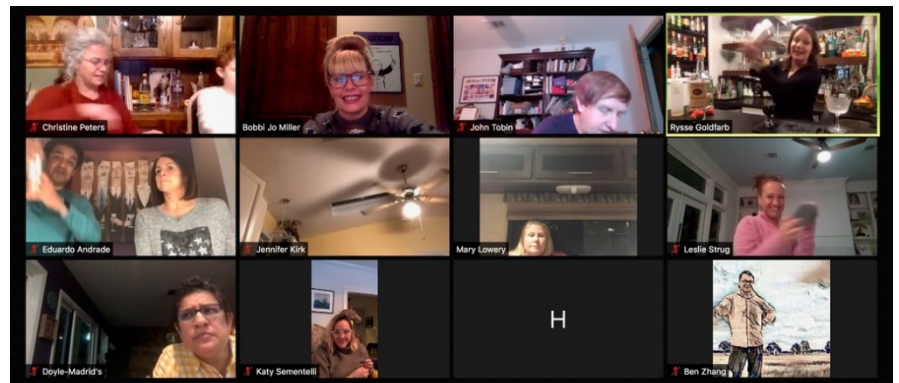 Christine Peters
Bobbi Jo Miller
John Tobin
Rysse Goldfarb
Eduardo Andrade
Jennifer Kirk
Mary Lowery
Leslie Strug
Doyle-Madrid's
Katy Sementelli
H
Ben Zhang